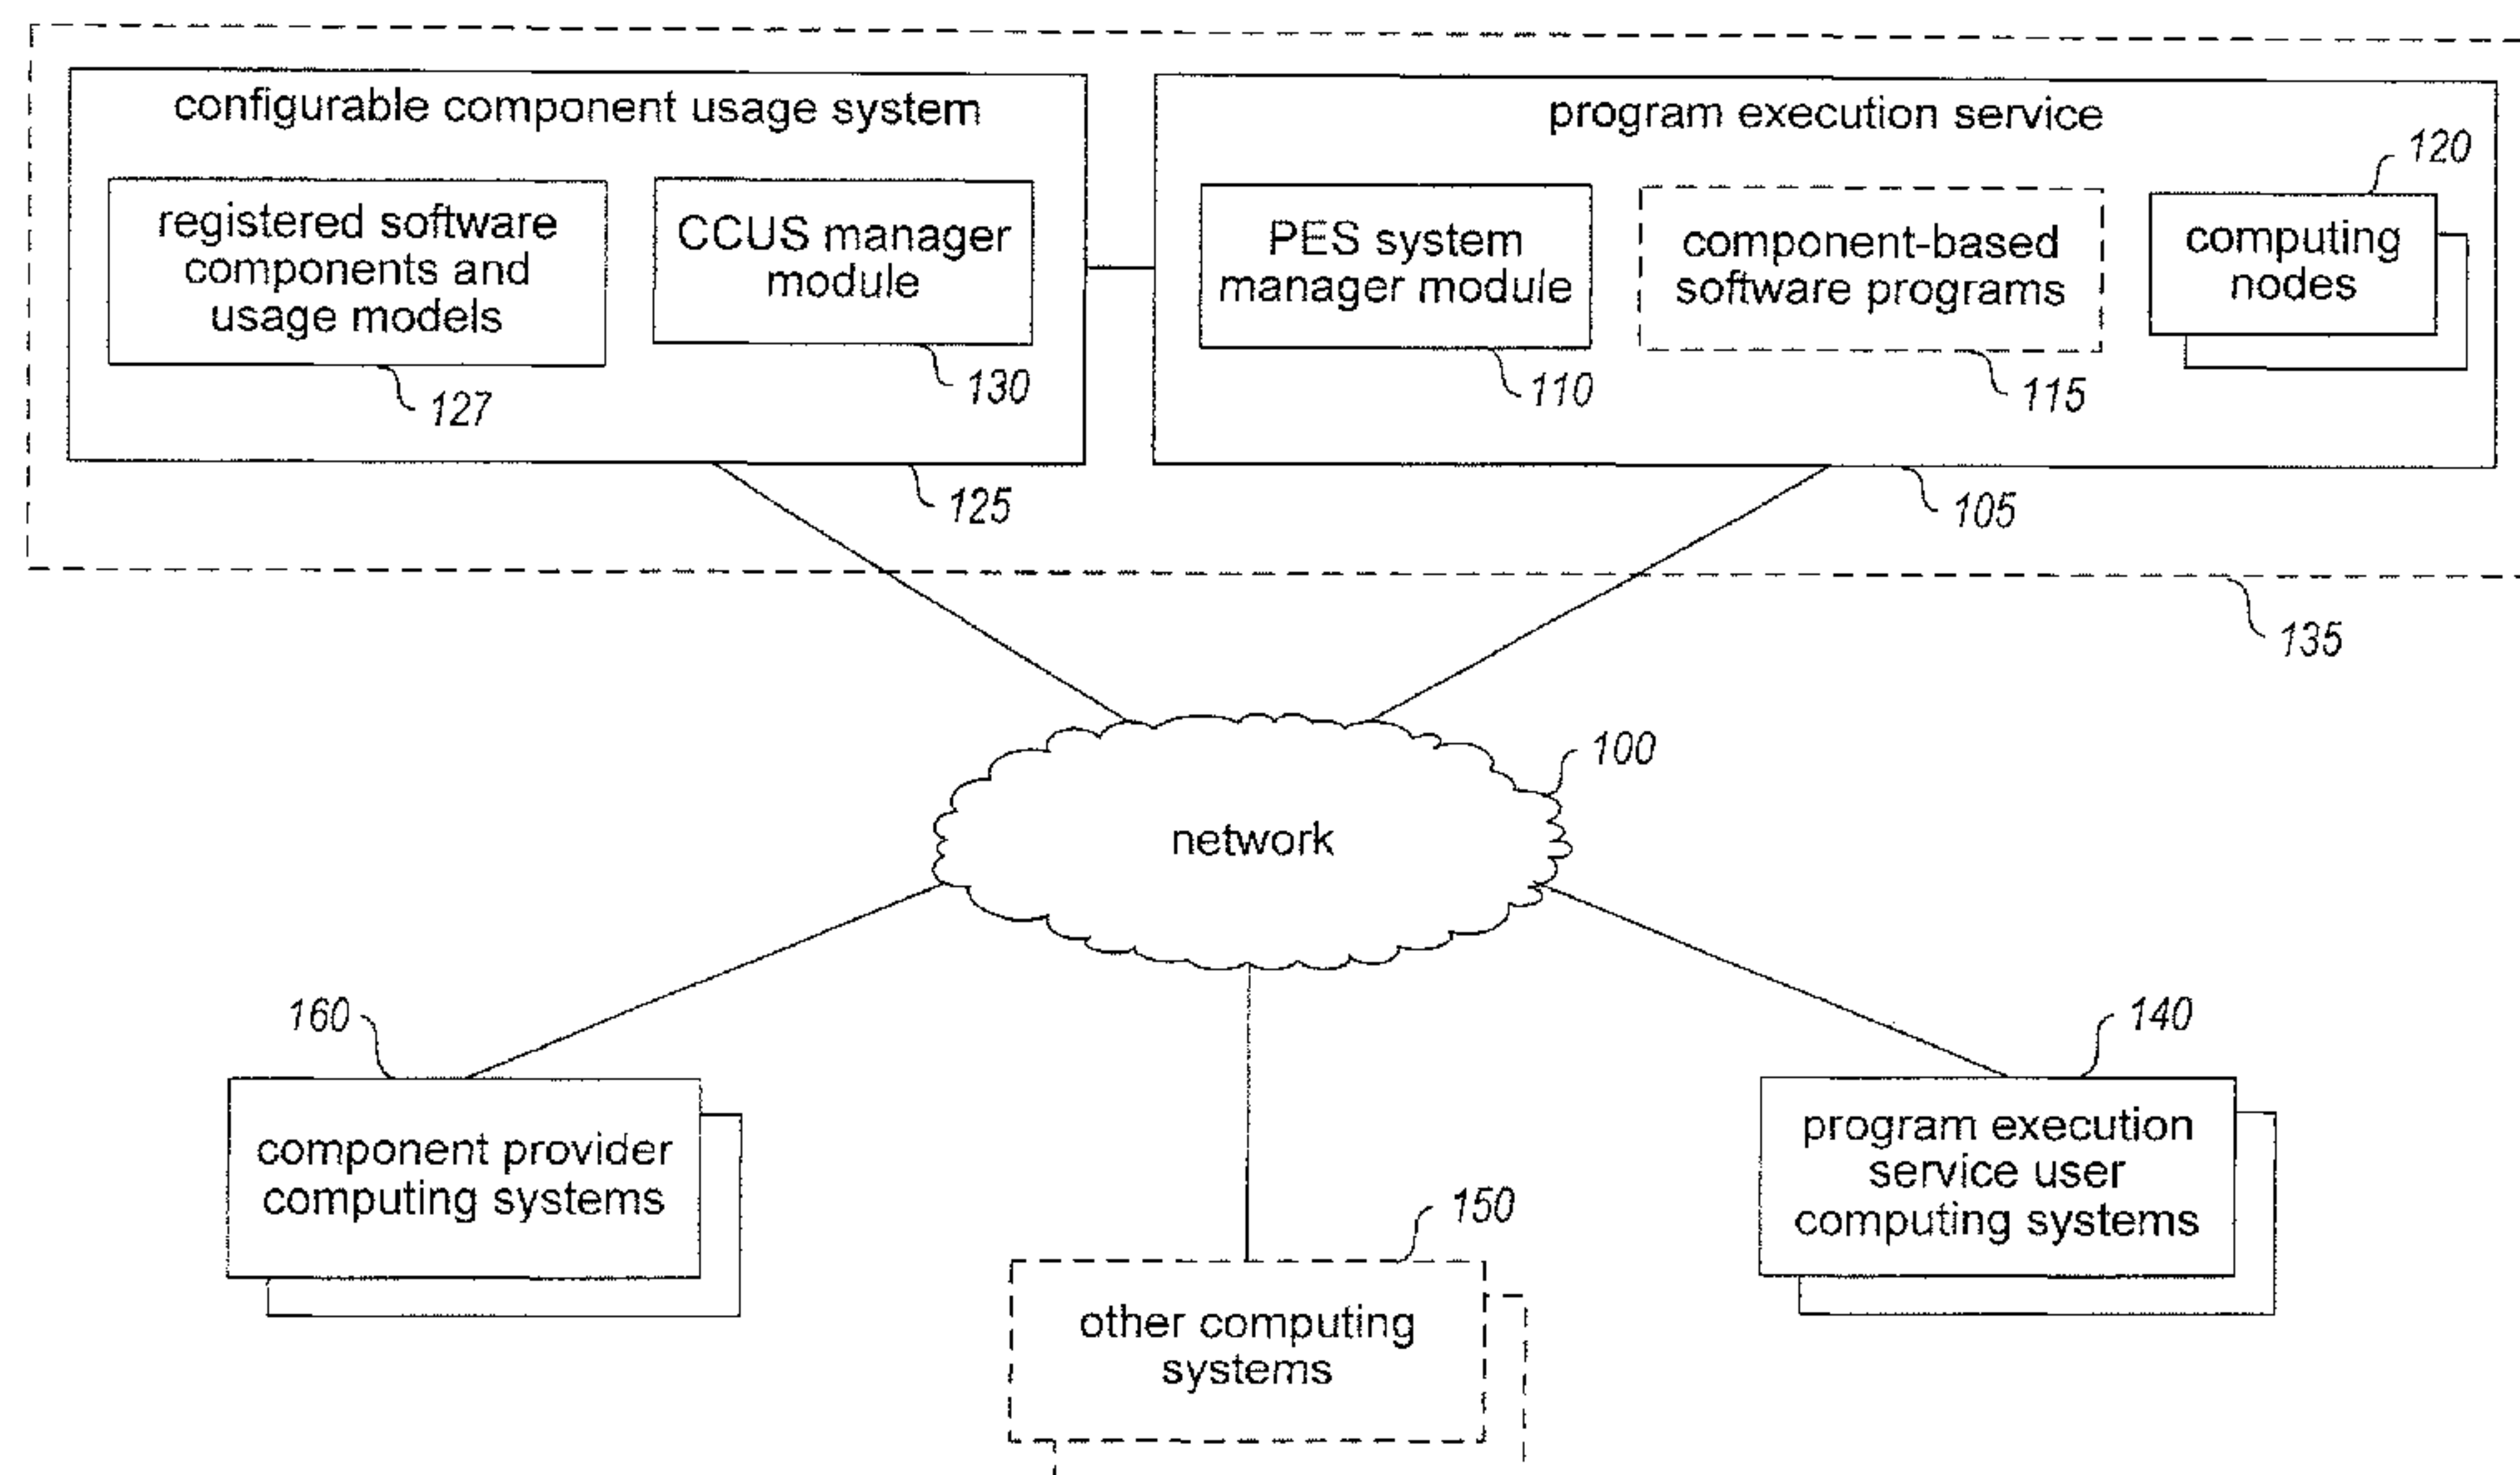 configurable component usage system
registered software
components and
usage models
127
CCUS manager
module
130
125
program execution service
120
PES system
manager module
110
component-based
software programs
115
computing
nodes
105
135
100
network
160
component provider
computing systems
150
other computing
systems
140
program execution
service user
computing systems